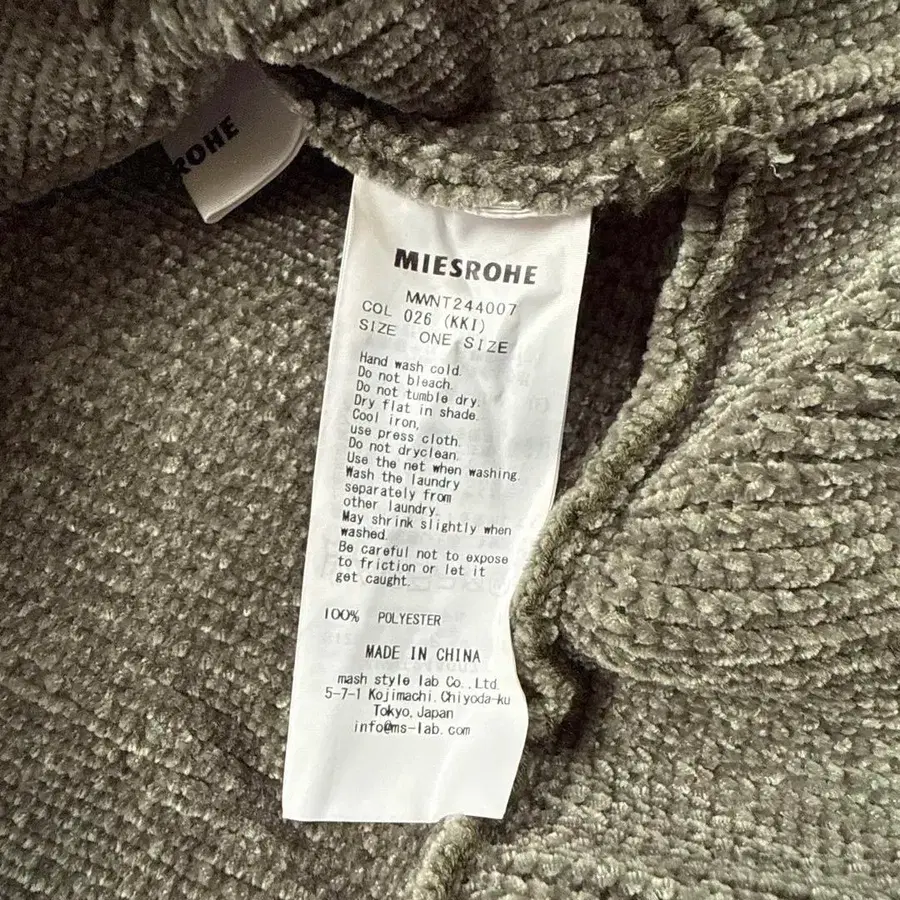 ROHE
MIESROHE
MWNT244007
COL 026 (KKI)
SIZE ONE SIZE
Hand wash cold.
Do not bleach.
Do not tumble dry.
Dry flat in shade.
Cool iron,
use press cloth.
Do not dryclean.
Use the net when washing.
Wash the laundry
separately from
other laundry.
May shrink slightly when
washed.
Be careful not to expose
to friction or let it
get caught.
100% POLYESTER
MADE IN CHINA
mash style lab Co.,Ltd.
5-7-1 Kojimachi,Chiyoda-ku
Tokyo,Japan
info@ms-lab.com